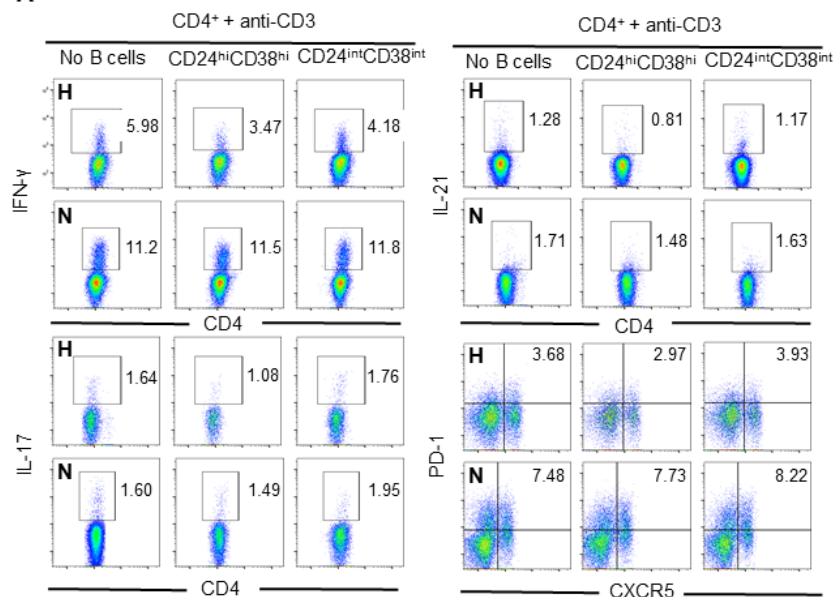 CD4⁺ + anti-CD3
No B cells CD24ʰⁱCD38ʰⁱ CD24ⁱⁿᵗCD38ⁱⁿᵗ
IFN-γ
H 5.98 3.47 4.18
N 11.2 11.5 11.8
CD4
IL-17
H 1.64 1.08 1.76
N 1.60 1.49 1.95
CD4
CD4⁺ + anti-CD3
No B cells CD24ʰⁱCD38ʰⁱ CD24ⁱⁿᵗCD38ⁱⁿᵗ
IL-21
H 1.28 0.81 1.17
N 1.71 1.48 1.63
CD4
PD-1
H 3.68 2.97 3.93
N 7.48 7.73 8.22
CXCR5